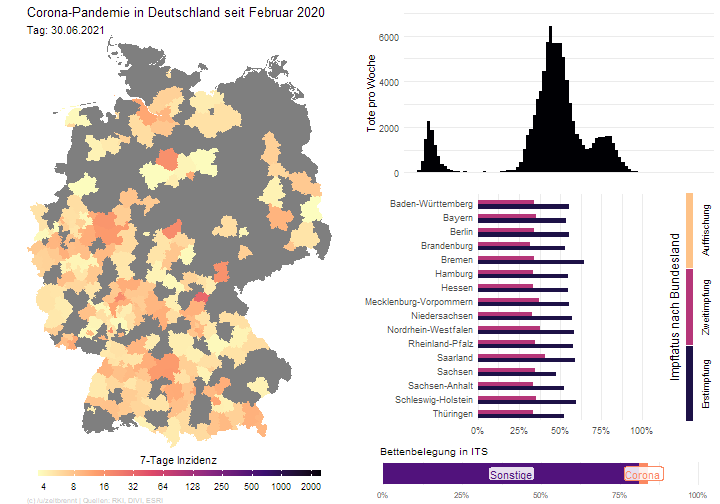 Corona-Pandemie in Deutschland seit Februar 2020
Tag: 30.06.2021
7-Tage Inzidenz
4 8 16 32 64 125 250 500 1000 2000
(c) /u/zeitbrennt | Quellen: RKI, DIVI, ESRI
Tote pro Woche
6000
4000
2000
0
Baden-Württemberg
Bayern
Berlin
Brandenburg
Bremen
Hamburg
Hessen
Mecklenburg-Vorpommern
Niedersachsen
Nordrhein-Westfalen
Rheinland-Pfalz
Saarland
Sachsen
Sachsen-Anhalt
Schleswig-Holstein
Thüringen
0% 25% 50% 75% 100%
Impfstatus nach Bundesland
Auffrischung
Zweitimpfung
Erstimpfung
Bettenbelegung in ITS
Sonstige
Corona
0% 25% 50% 75% 100%